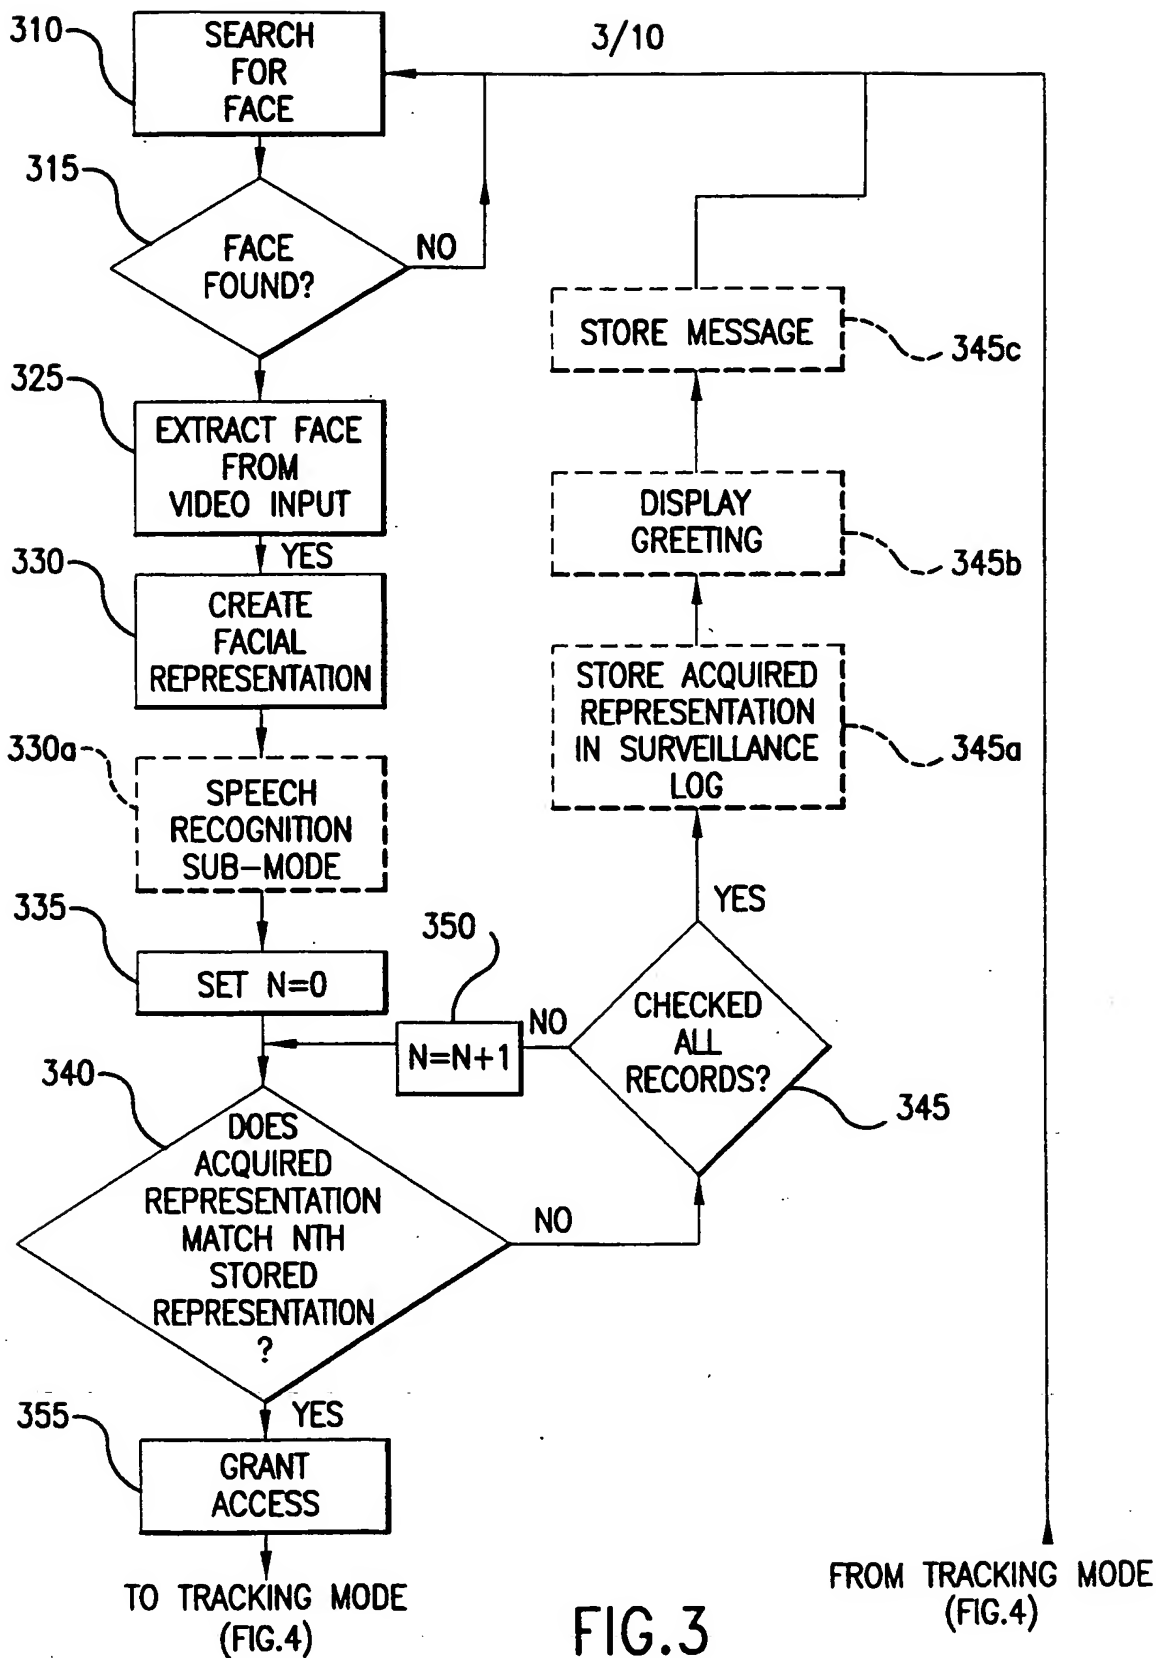 3/10
310
SEARCH
FOR
FACE
315
FACE
FOUND?
NO
325
EXTRACT FACE
FROM
VIDEO INPUT
YES
330
CREATE
FACIAL
REPRESENTATION
330a
SPEECH
RECOGNITION
SUB-MODE
335
SET N=0
340
DOES
ACQUIRED
REPRESENTATION
MATCH NTH
STORED
REPRESENTATION
?
NO
YES
355
GRANT
ACCESS
TO TRACKING MODE
(FIG.4)
350
N=N+1
NO
CHECKED
ALL
RECORDS?
345
YES
STORE ACQUIRED
REPRESENTATION
IN SURVEILLANCE
LOG
345a
DISPLAY
GREETING
345b
STORE MESSAGE
345c
FROM TRACKING MODE
(FIG.4)
FIG.3